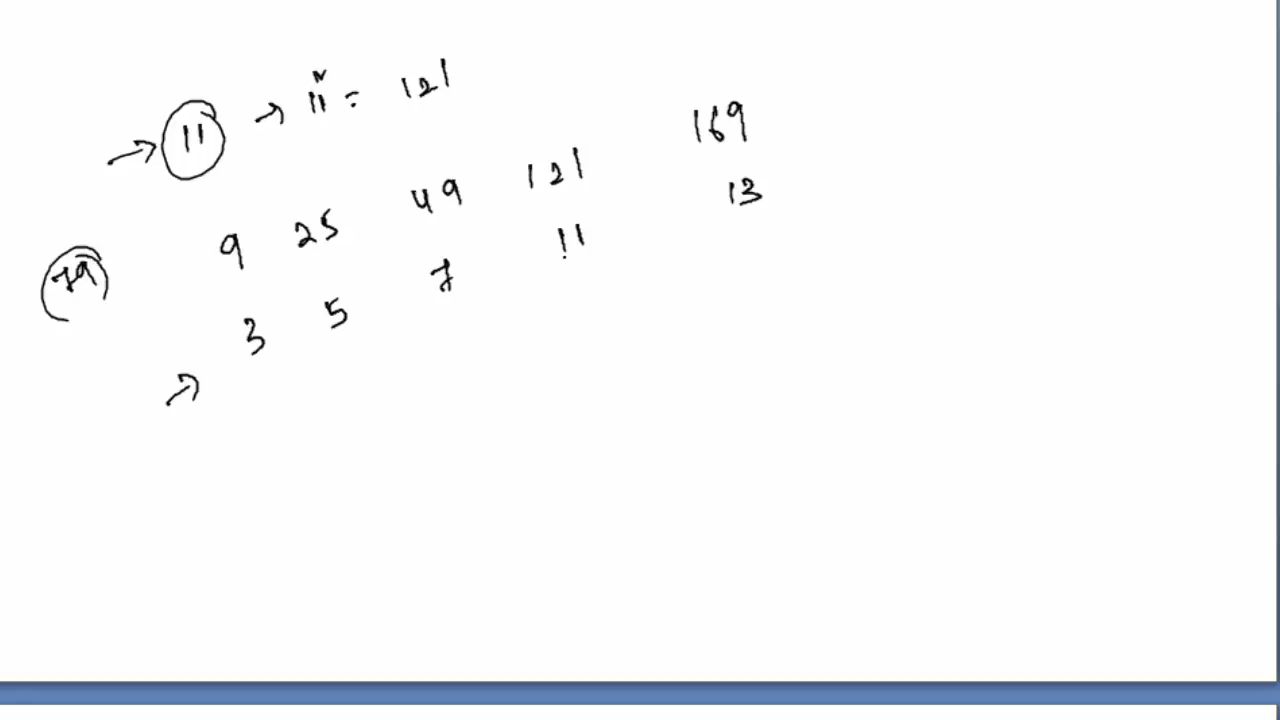 → 11 → 11² = 121
9 25 49 121 169
79 3 5 7 11 13
→